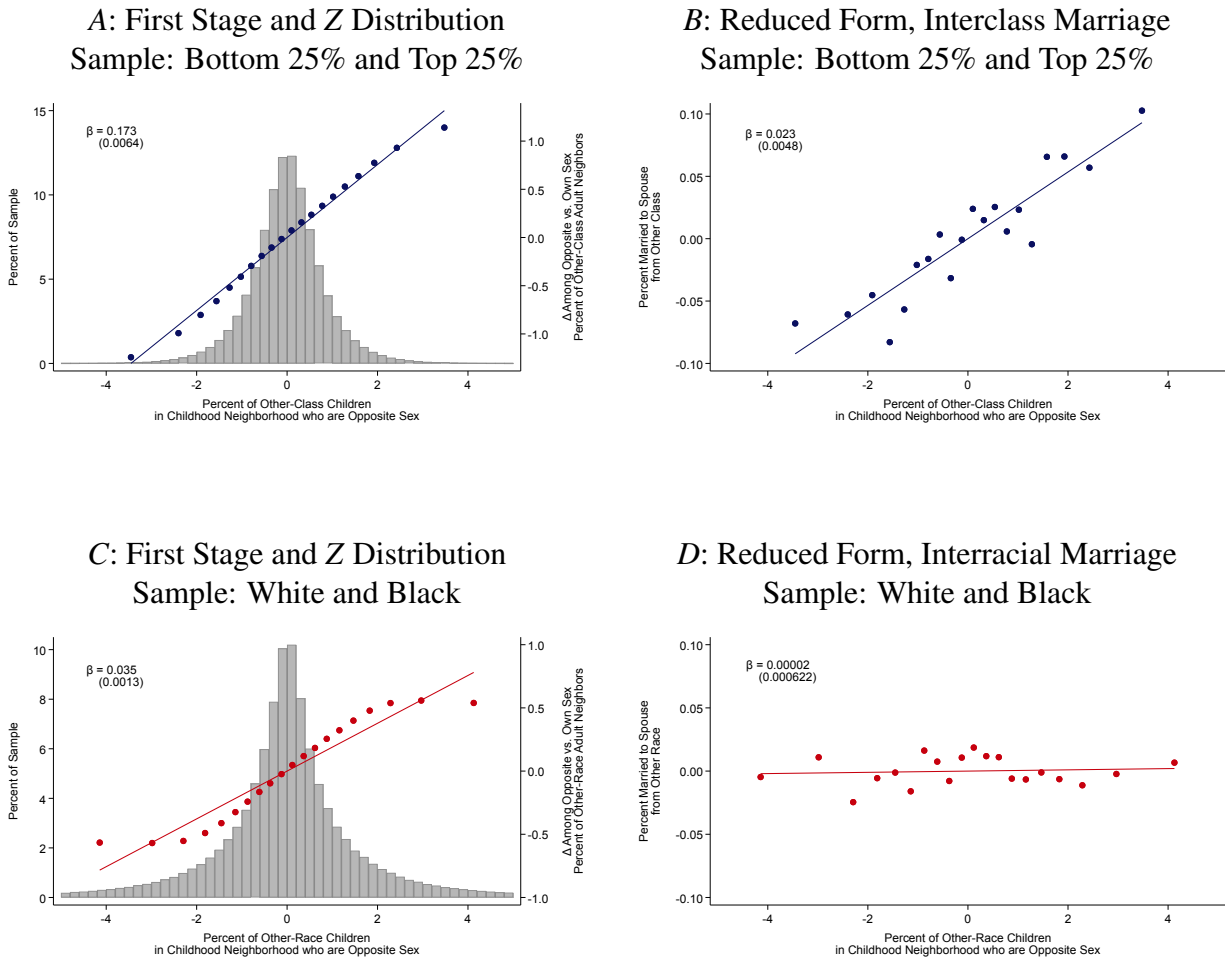 A: First Stage and Z Distribution
Sample: Bottom 25% and Top 25%
15
10
5
0
Percent of Sample
β = 0.173
(0.0064)
1.0
0.5
0.0
-0.5
-1.0
Δ Among Opposite vs. Own Sex
Percent of Other-Class Adult Neighbors
-4
-2
0
2
4
Percent of Other-Class Children
in Childhood Neighborhood who are Opposite Sex
B: Reduced Form, Interclass Marriage
Sample: Bottom 25% and Top 25%
0.10
0.05
0.00
-0.05
-0.10
Percent Married to Spouse
from Other Class
β = 0.023
(0.0048)
-4
-2
0
2
4
Percent of Other-Class Children
in Childhood Neighborhood who are Opposite Sex
C: First Stage and Z Distribution
Sample: White and Black
10
8
6
4
2
0
Percent of Sample
β = 0.035
(0.0013)
1.0
0.5
0.0
-0.5
-1.0
Δ Among Opposite vs. Own Sex
Percent of Other-Race Adult Neighbors
-4
-2
0
2
4
Percent of Other-Race Children
in Childhood Neighborhood who are Opposite Sex
D: Reduced Form, Interracial Marriage
Sample: White and Black
0.10
0.05
0.00
-0.05
-0.10
Percent Married to Spouse
from Other Race
β = 0.00002
(0.000622)
-4
-2
0
2
4
Percent of Other-Race Children
in Childhood Neighborhood who are Opposite Sex